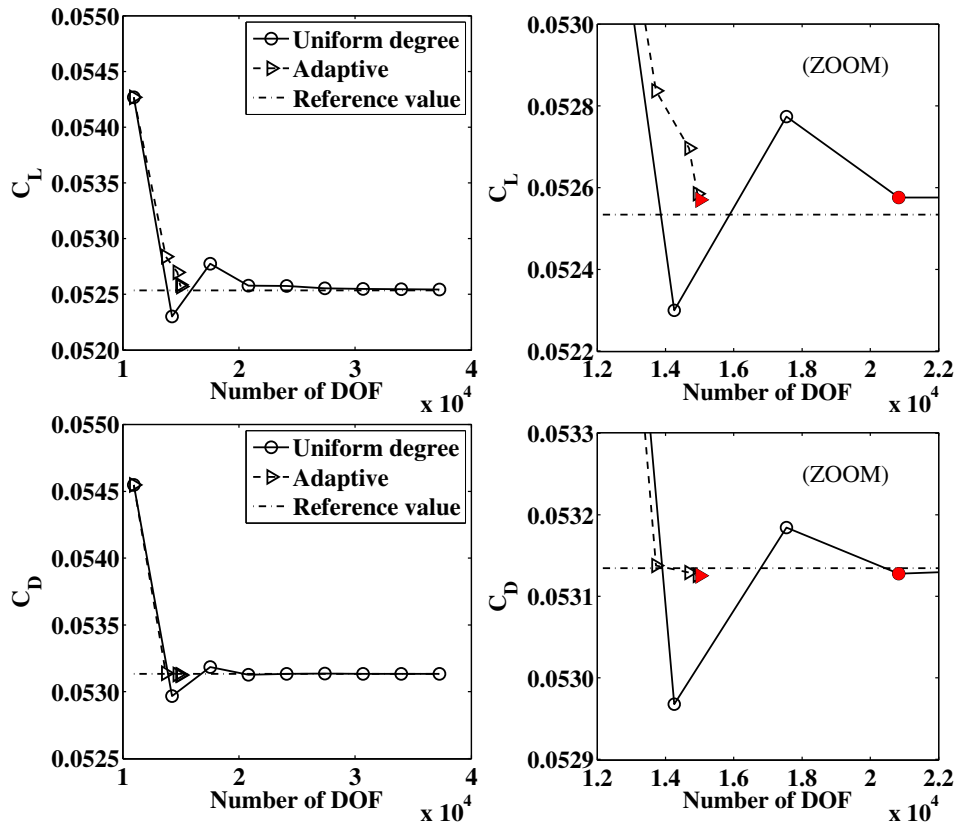 0.0550
0.0545
0.0540
0.0535
0.0530
0.0525
0.0520
C_L
Uniform degree
Adaptive
Reference value
1
2
3
4
Number of DOF
x 10^4
0.0530
0.0528
0.0526
0.0524
0.0522
C_L
(ZOOM)
1.2
1.4
1.6
1.8
20
2.2
Number of DOF
x 10^4
0.0550
0.0545
0.0540
0.0535
0.0530
0.0525
C_D
Uniform degree
Adaptive
Reference value
1
2
3
4
Number of DOF
x 10^4
0.0533
0.0532
0.0531
0.0530
0.0529
C_D
(ZOOM)
1.2
1.4
1.6
1.8
20
2.2
Number of DOF
x 10^4